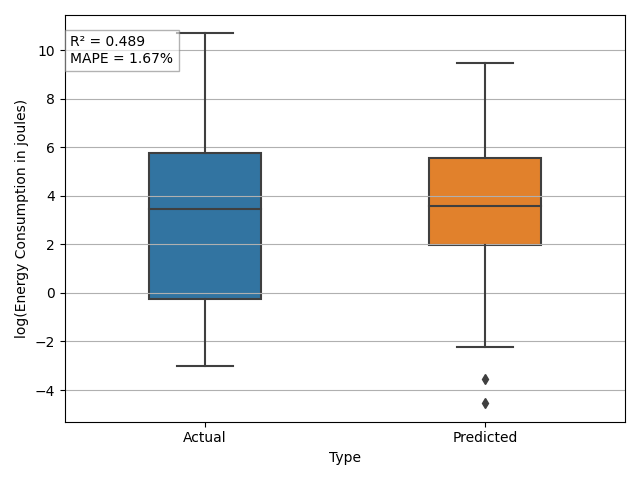 R² = 0.489
MAPE = 1.67%
log(Energy Consumption in joules)
10
8
6
4
2
0
−2
−4
Actual
Predicted
Type